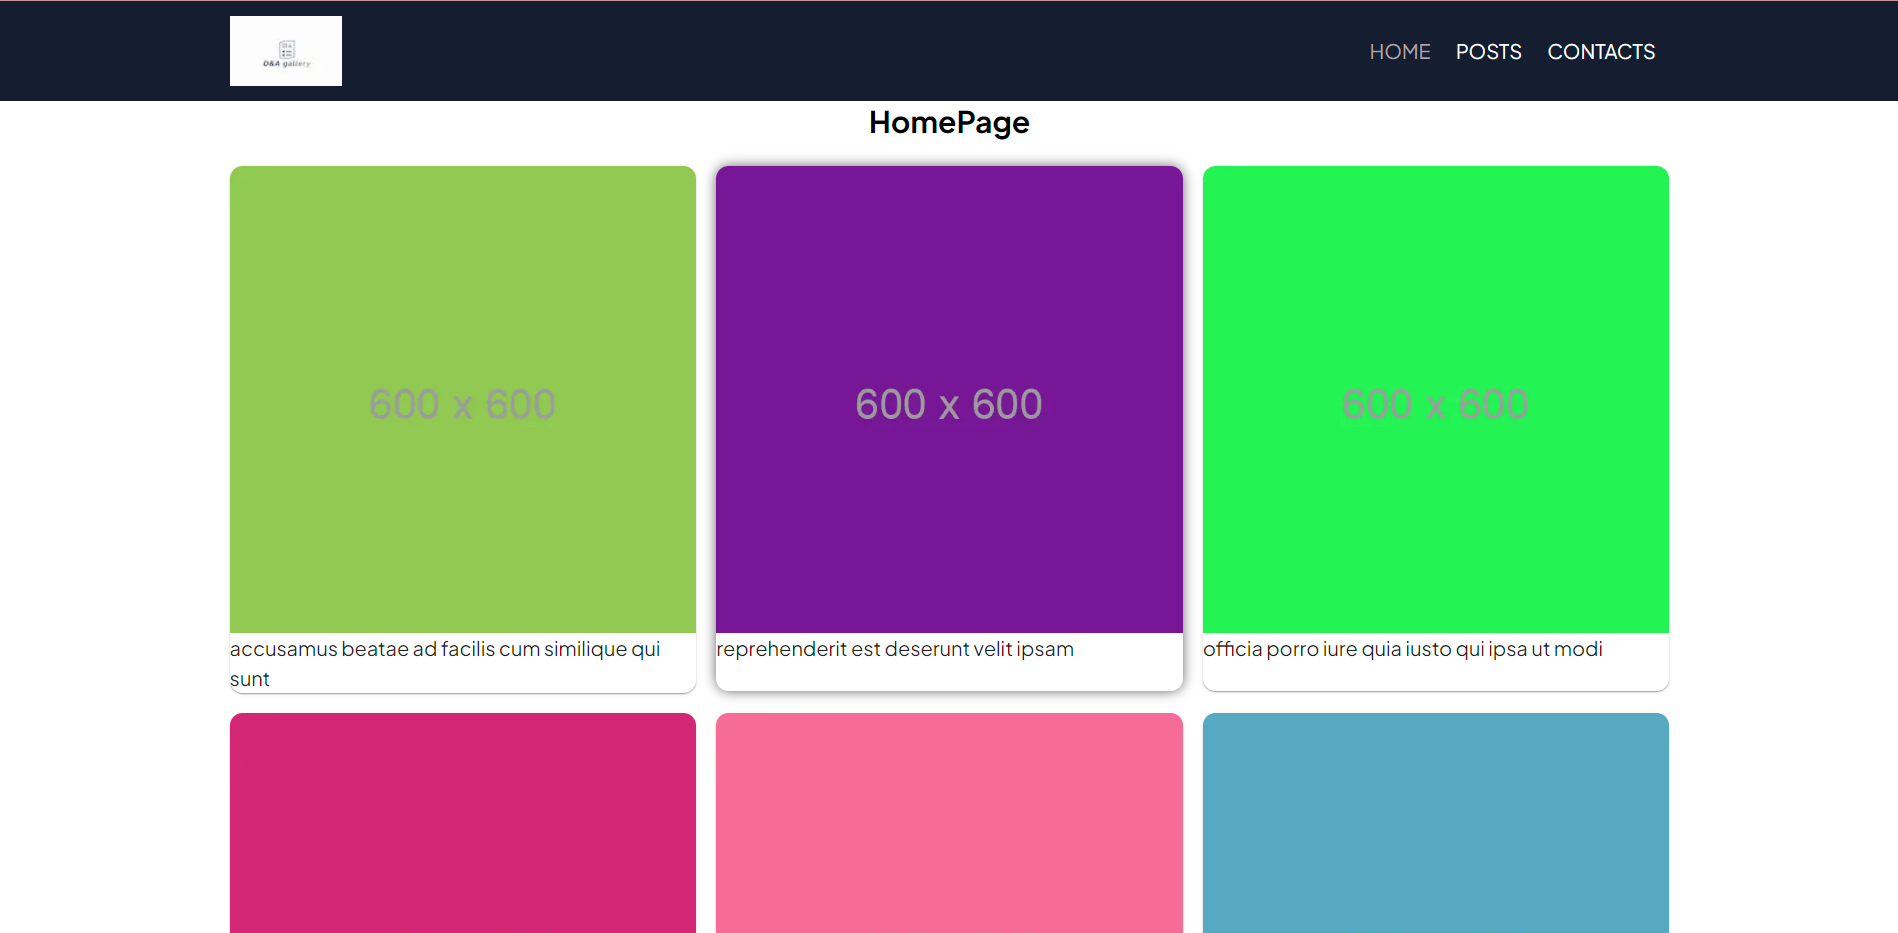 D&A gallery
HOME POSTS CONTACTS
HomePage
600 x 600
600 x 600
600 x 600
accusamus beatae ad facilis cum similique qui
sunt
reprehenderit est deserunt velit ipsam
officia porro iure quia iusto qui ipsa ut modi